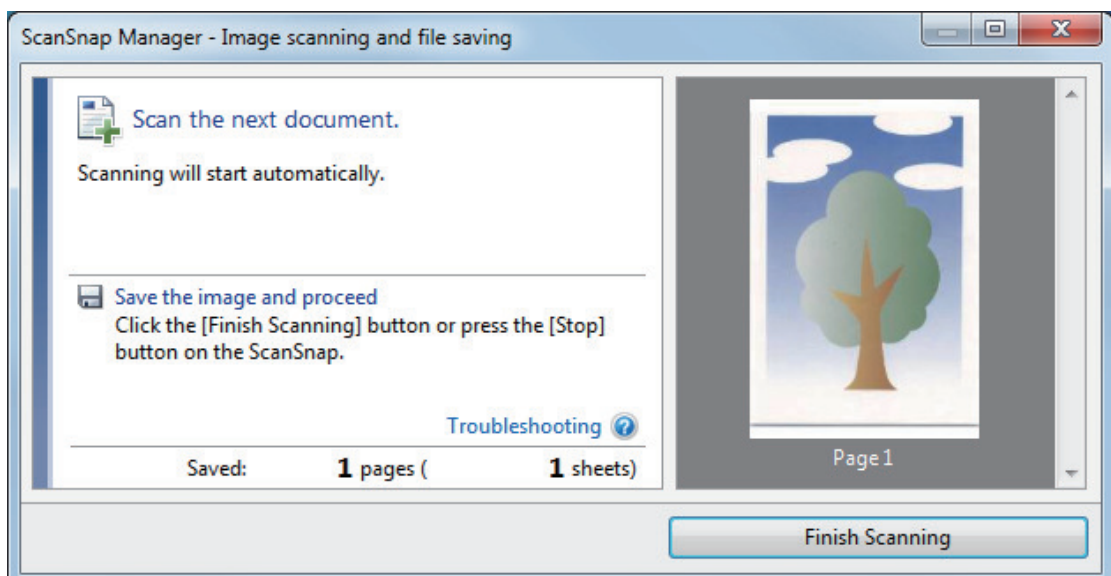 ScanSnap Manager - Image scanning and file saving
Scan the next document.
Scanning will start automatically.
Save the image and proceed
Click the [Finish Scanning] button or press the [Stop]
button on the ScanSnap.
Troubleshooting
Saved: 1 pages ( 1 sheets)
Page 1
Finish Scanning